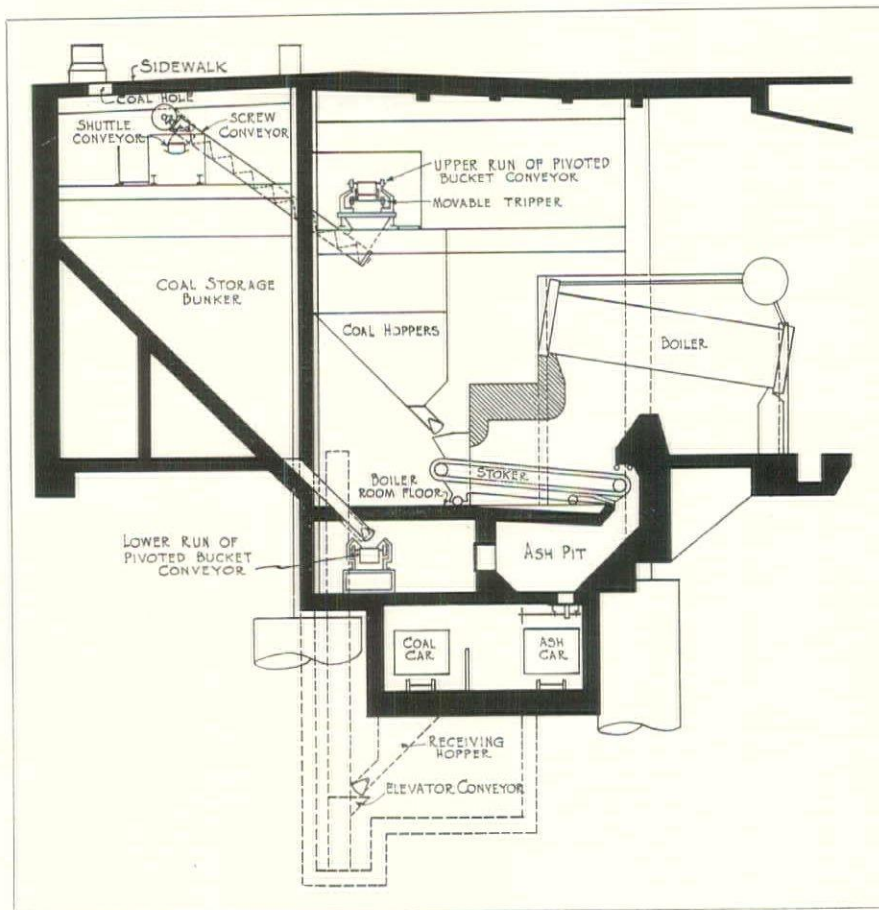 SIDEWALK
COAL HOLE
SHUTTLE
CONVEYOR
SCREW
CONVEYOR
UPPER RUN OF PIVOTED
BUCKET CONVEYOR
MOVABLE TRIPPER
COAL STORAGE
BUNKER
COAL HOPPERS
BOILER
STOKER
BOILER
ROOM FLOOR
LOWER RUN OF
PIVOTED BUCKET
CONVEYOR
ASH PIT
COAL
CAR
ASH
CAR
RECEIVING
HOPPER
ELEVATOR CONVEYOR